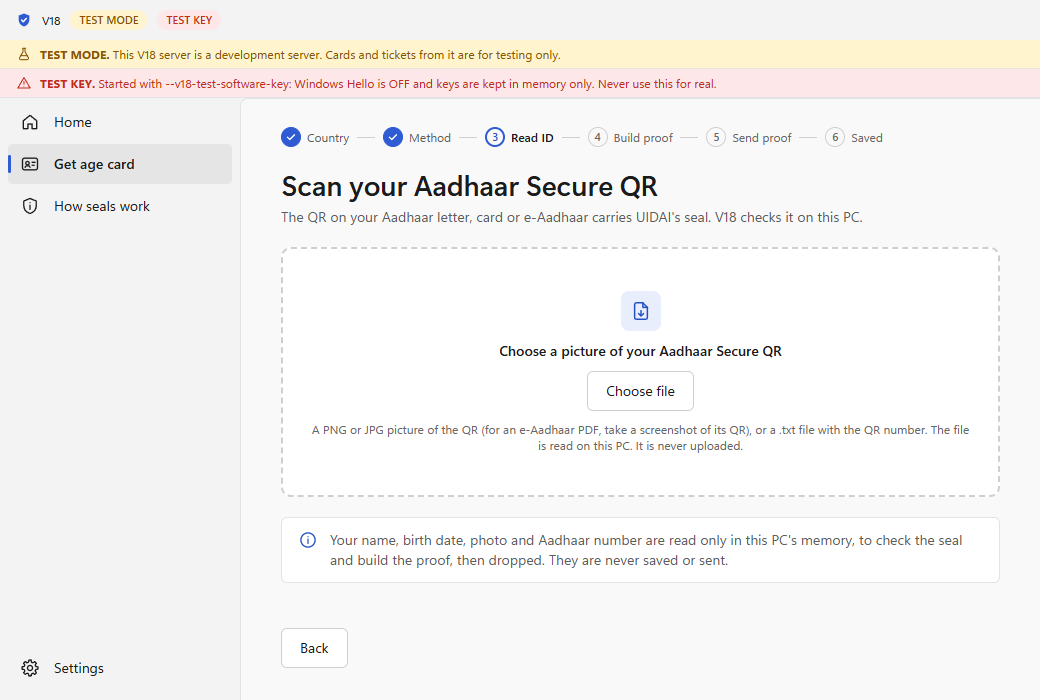 V18 TEST MODE TEST KEY
TEST MODE. This V18 server is a development server. Cards and tickets from it are for testing only.
TEST KEY. Started with --v18-test-software-key: Windows Hello is OFF and keys are kept in memory only. Never use this for real.
Home
Get age card
How seals work
Settings
Country Method 3 Read ID 4 Build proof 5 Send proof 6 Saved
Scan your Aadhaar Secure QR
The QR on your Aadhaar letter, card or e-Aadhaar carries UIDAI's seal. V18 checks it on this PC.
Choose a picture of your Aadhaar Secure QR
Choose file
A PNG or JPG picture of the QR (for an e-Aadhaar PDF, take a screenshot of its QR), or a .txt file with the QR number. The file
is read on this PC. It is never uploaded.
Your name, birth date, photo and Aadhaar number are read only in this PC's memory, to check the seal
and build the proof, then dropped. They are never saved or sent.
Back